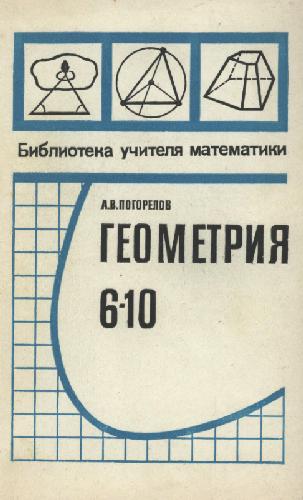 Библиотека учителя математики
А.В.ПОГОРЕЛОВ
ГЕОМЕТРИЯ
6-10